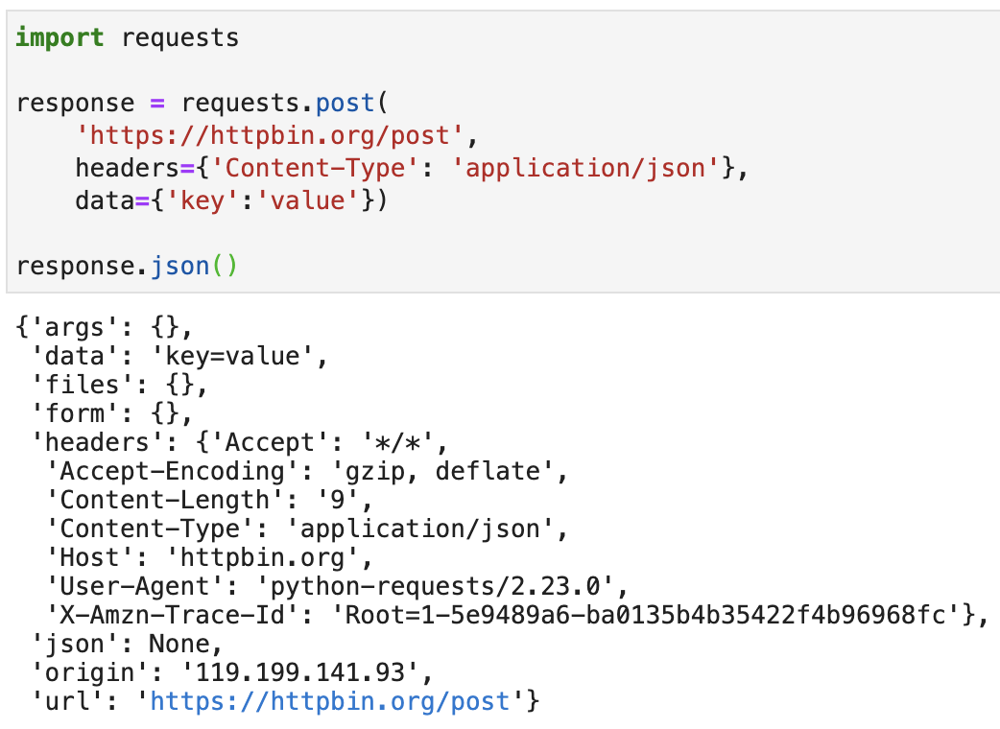 import requests
response = requests.post(
'https://httpbin.org/post',
headers={'Content-Type': 'application/json'},
data={'key':'value'})
response.json()
{'args': {},
'data': 'key=value',
'files': {},
'form': {},
'headers': {'Accept': '*/*',
'Accept-Encoding': 'gzip, deflate',
'Content-Length': '9',
'Content-Type': 'application/json',
'Host': 'httpbin.org',
'User-Agent': 'python-requests/2.23.0',
'X-Amzn-Trace-Id': 'Root=1-5e9489a6-ba0135b4b35422f4b96968fc'},
'json': None,
'origin': '119.199.141.93',
'url': 'https://httpbin.org/post'}